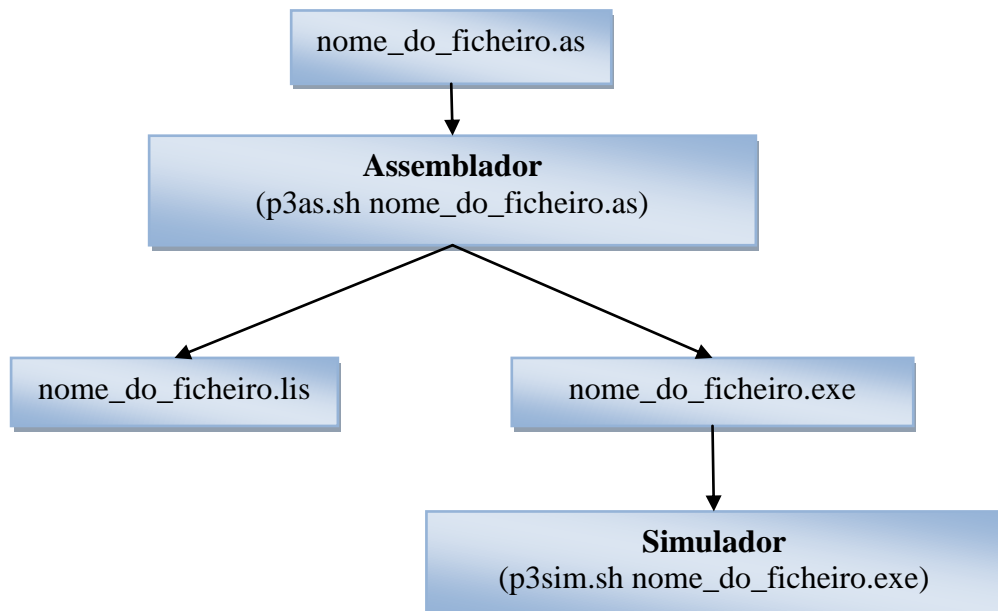 nome_do_ficheiro.as
Assemblador
(p3as.sh nome_do_ficheiro.as)
nome_do_ficheiro.lis
nome_do_ficheiro.exe
Simulador
(p3sim.sh nome_do_ficheiro.exe)